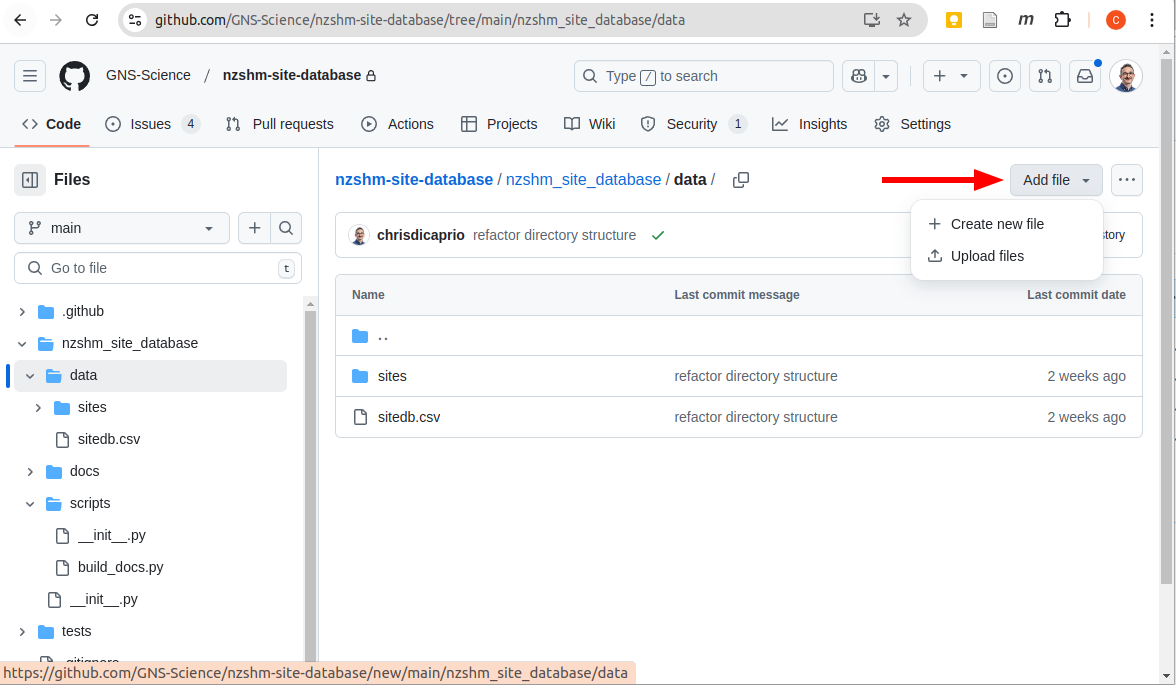 github.com/GNS-Science/nzshm-site-database/tree/main/nzshm_site_database/data
m
C
GNS-Science / nzshm-site-database
Type / to search
Code
Issues 4
Pull requests
Actions
Projects
Wiki
Security 1
Insights
Settings
Files
main
Go to file
t
.github
nzshm_site_database
data
sites
sitedb.csv
docs
scripts
__init__.py
build_docs.py
__init__.py
tests
.gitignore
nzshm-site-database / nzshm_site_database / data /
Add file
Create new file
Upload files
chrisdicaprio refactor directory structure
story
Name Last commit message Last commit date
..
sites refactor directory structure 2 weeks ago
sitedb.csv refactor directory structure 2 weeks ago
https://github.com/GNS-Science/nzshm-site-database/new/main/nzshm_site_database/data